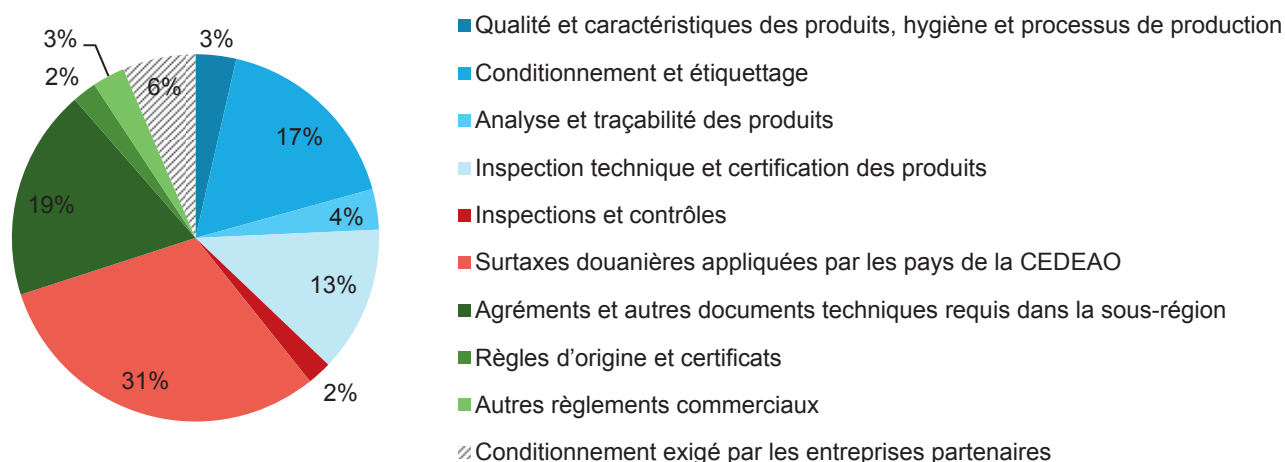 3%
3%
2%
6%
17%
19%
4%
13%
31%
2%
Qualité et caractéristiques des produits, hygiène et processus de production
Conditionnement et étiquettage
Analyse et traçabilité des produits
Inspection technique et certification des produits
Inspections et contrôles
Surtaxes douanières appliquées par les pays de la CEDEAO
Agréments et autres documents techniques requis dans la sous-région
Règles d’origine et certificats
Autres règlements commerciaux
Conditionnement exigé par les entreprises partenaires